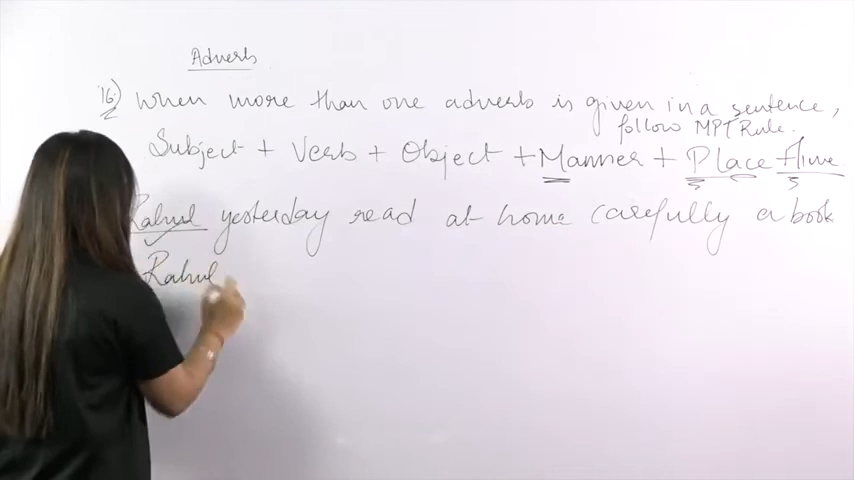 Adverb
16) When more than one adverb is given in a sentence,
follow MPT Rule.
Subject + Verb + Object + Manner + Place + Time
Rahul yesterday read at home carefully a book
Rahul